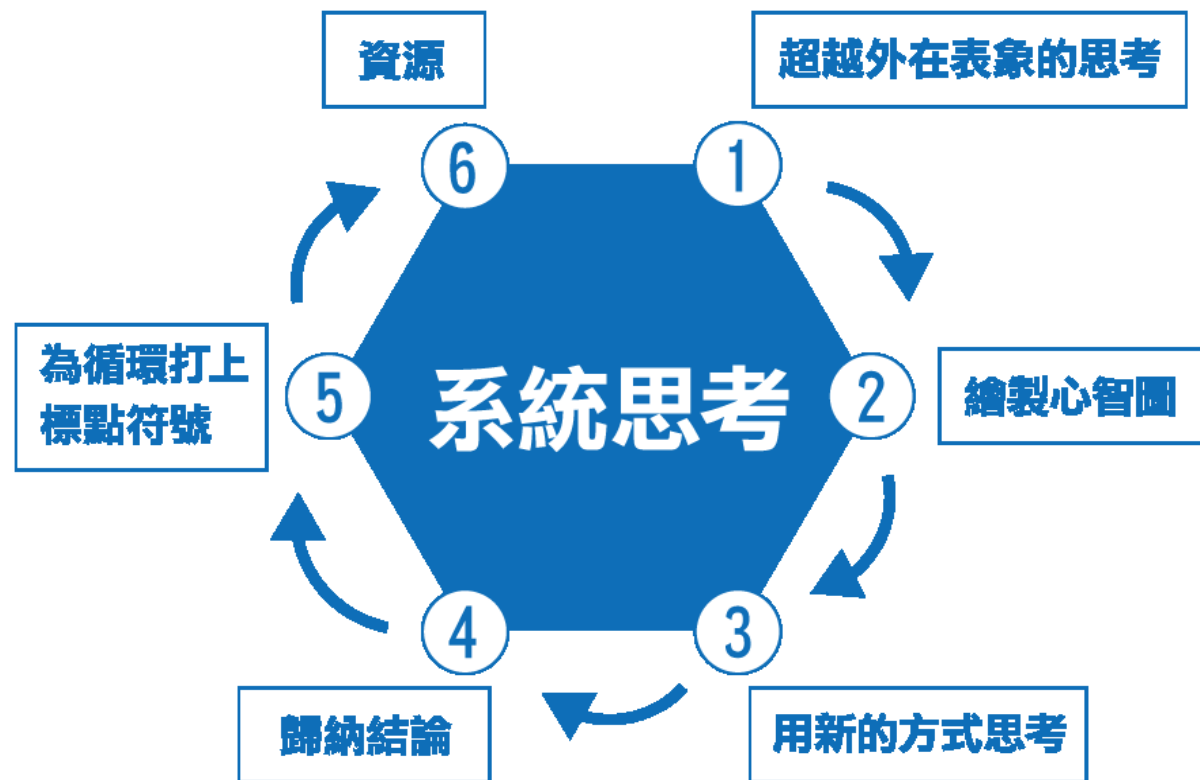 系統思考
1
超越外在表象的思考
2
繪製心智圖
3
用新的方式思考
4
歸納結論
5
為循環打上
標點符號
6
資源